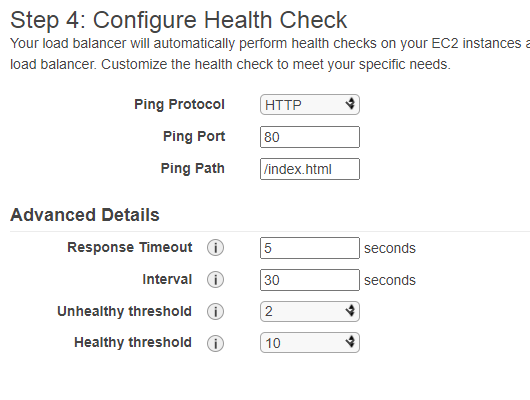 Step 4: Configure Health Check
Your load balancer will automatically perform health checks on your EC2 instances a
load balancer. Customize the health check to meet your specific needs.
Ping Protocol HTTP
Ping Port 80
Ping Path /index.html
Advanced Details
Response Timeout i 5 seconds
Interval i 30 seconds
Unhealthy threshold i 2
Healthy threshold i 10